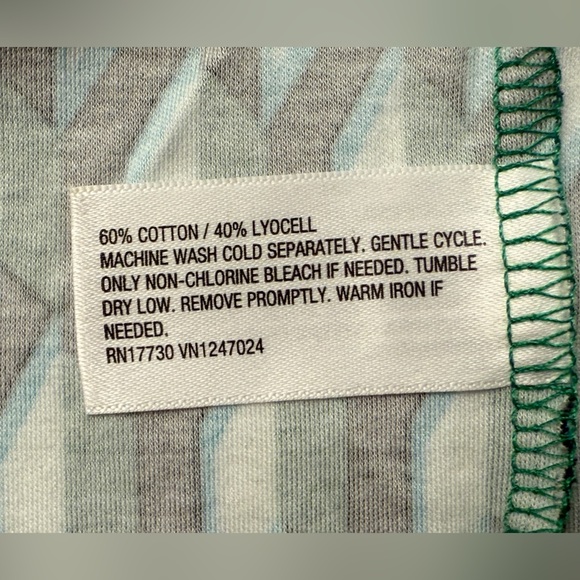 60% COTTON / 40% LYOCELL
MACHINE WASH COLD SEPARATELY. GENTLE CYCLE.
ONLY NON-CHLORINE BLEACH IF NEEDED. TUMBLE
DRY LOW. REMOVE PROMPTLY. WARM IRON IF
NEEDED.
RN17730 VN1247024